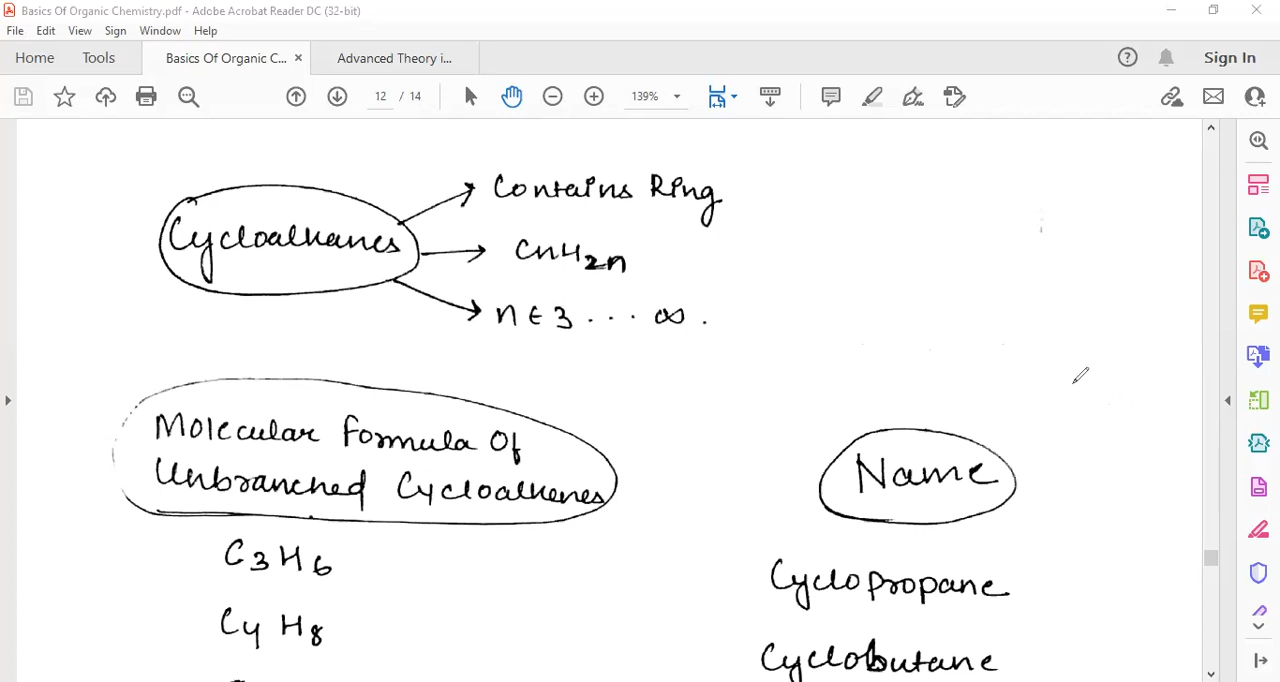 Basics Of Organic Chemistry.pdf - Adobe Acrobat Reader DC (32-bit)
File Edit View Sign Window Help
Home Tools Basics Of Organic C... × Advanced Theory i... Sign In
12 / 14 139%
Cycloalkanes
Contains Ring
CnH2n
n ∈ 3 . . . ∞ .
Molecular Formula Of
Unbranched Cycloalkenes
Name
C3H6 Cyclopropane
C4H8 Cyclobutane